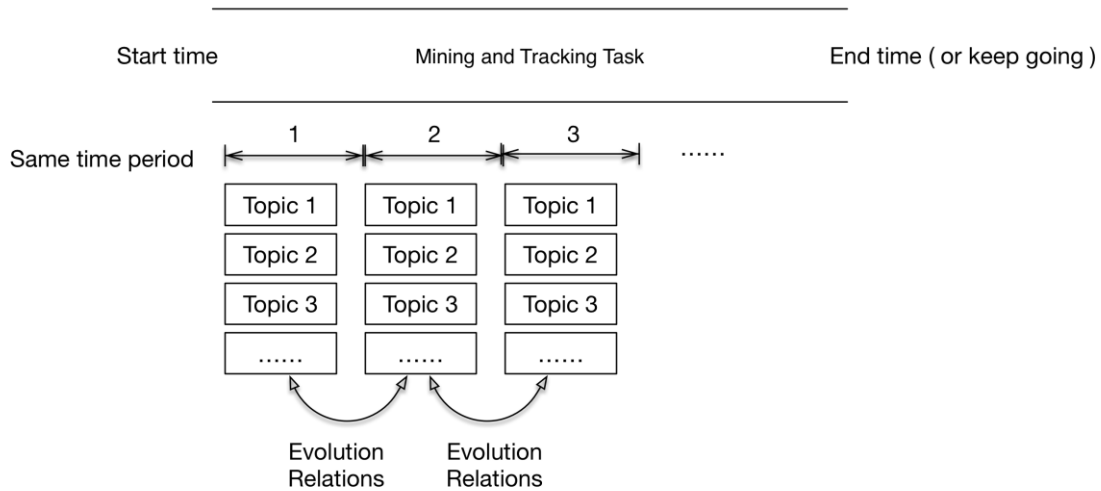 Start time
Mining and Tracking Task
End time ( or keep going )
Same time period
1
2
3
......
Topic 1
Topic 1
Topic 1
Topic 2
Topic 2
Topic 2
Topic 3
Topic 3
Topic 3
......
......
......
Evolution
Relations
Evolution
Relations